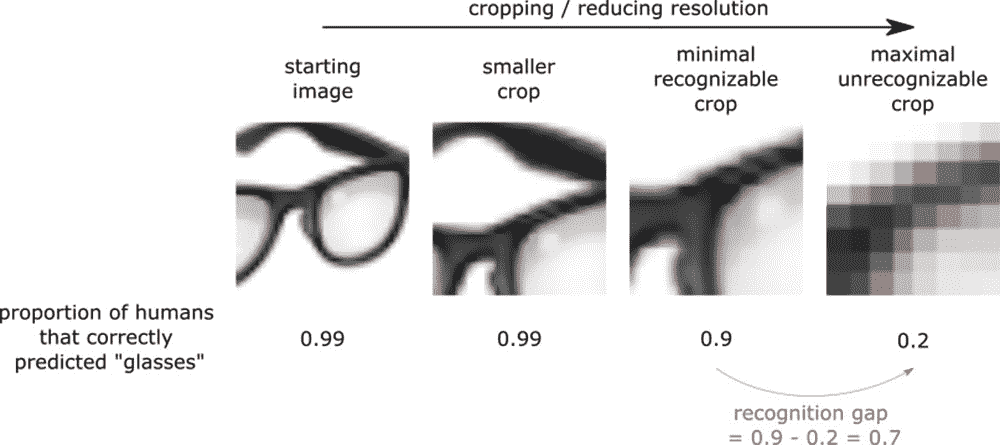 cropping / reducing resolution
starting
image
smaller
crop
minimal
recognizable
crop
maximal
unrecognizable
crop
proportion of humans
that correctly
predicted "glasses"
0.99
0.99
0.9
0.2
recognition gap
= 0.9 - 0.2 = 0.7